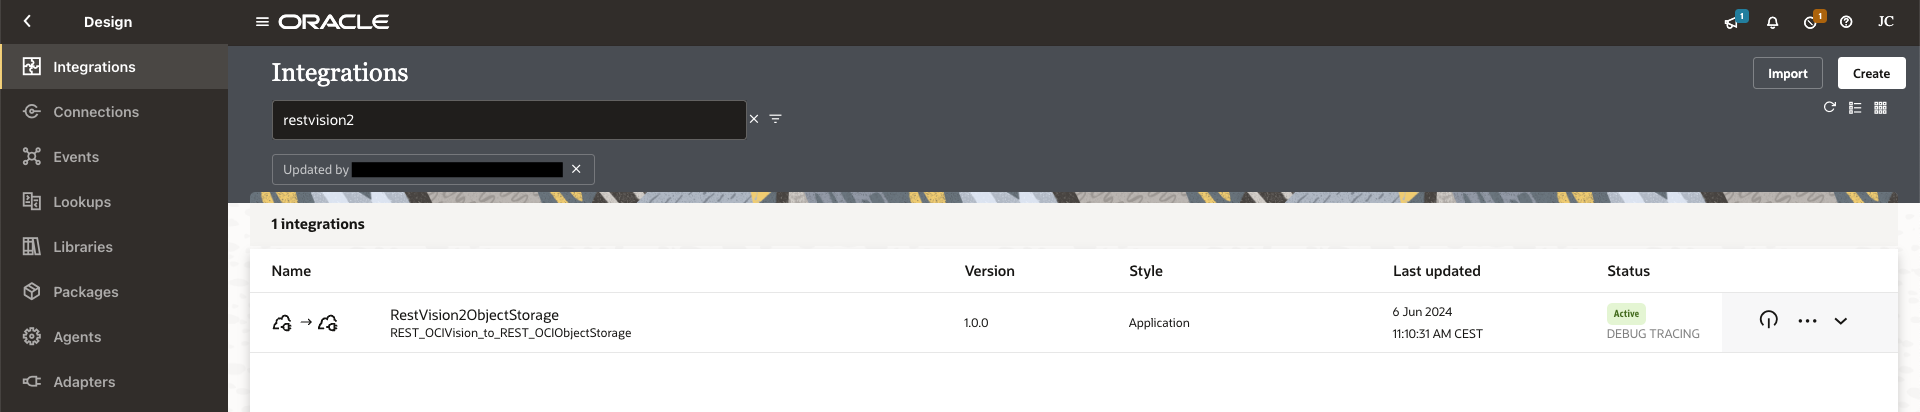 Design
ORACLE
1
1
JC
Integrations
Connections
Events
Lookups
Libraries
Packages
Agents
Adapters
Integrations
Import
Create
restvision2
Updated by
1 integrations
Name Version Style Last updated Status
RestVision2ObjectStorage
REST_OCIVision_to_REST_OCIObjectStorage
1.0.0
Application
6 Jun 2024
11:10:31 AM CEST
Active
DEBUG TRACING